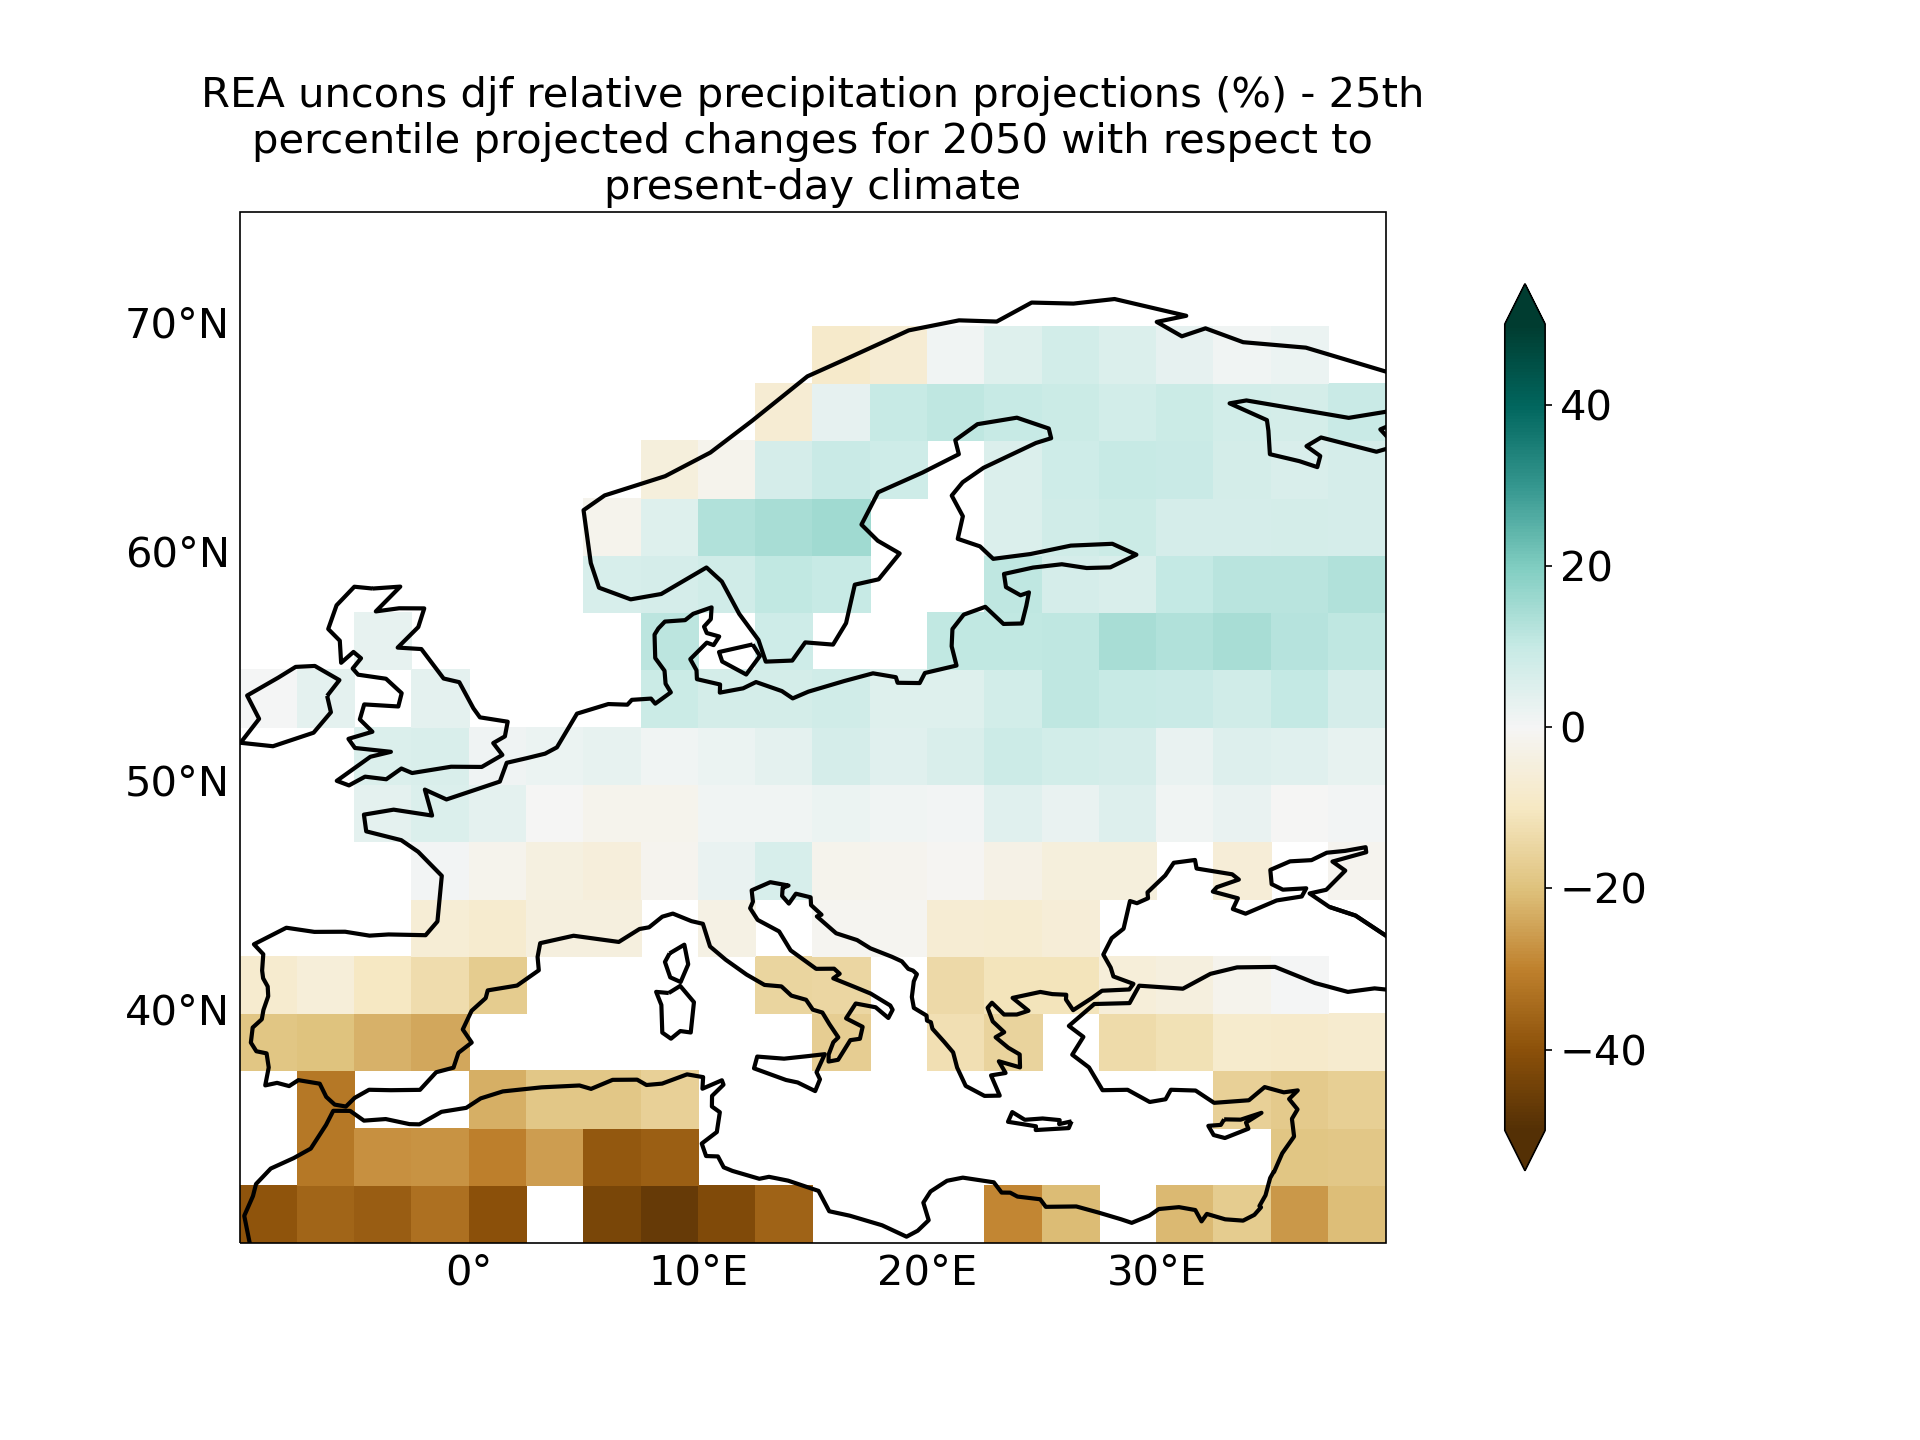 REA uncons djf relative precipitation projections (%) - 25th
percentile projected changes for 2050 with respect to
present-day climate
70°N
60°N
50°N
40°N
0°
10°E
20°E
30°E
40
20
0
−20
−40